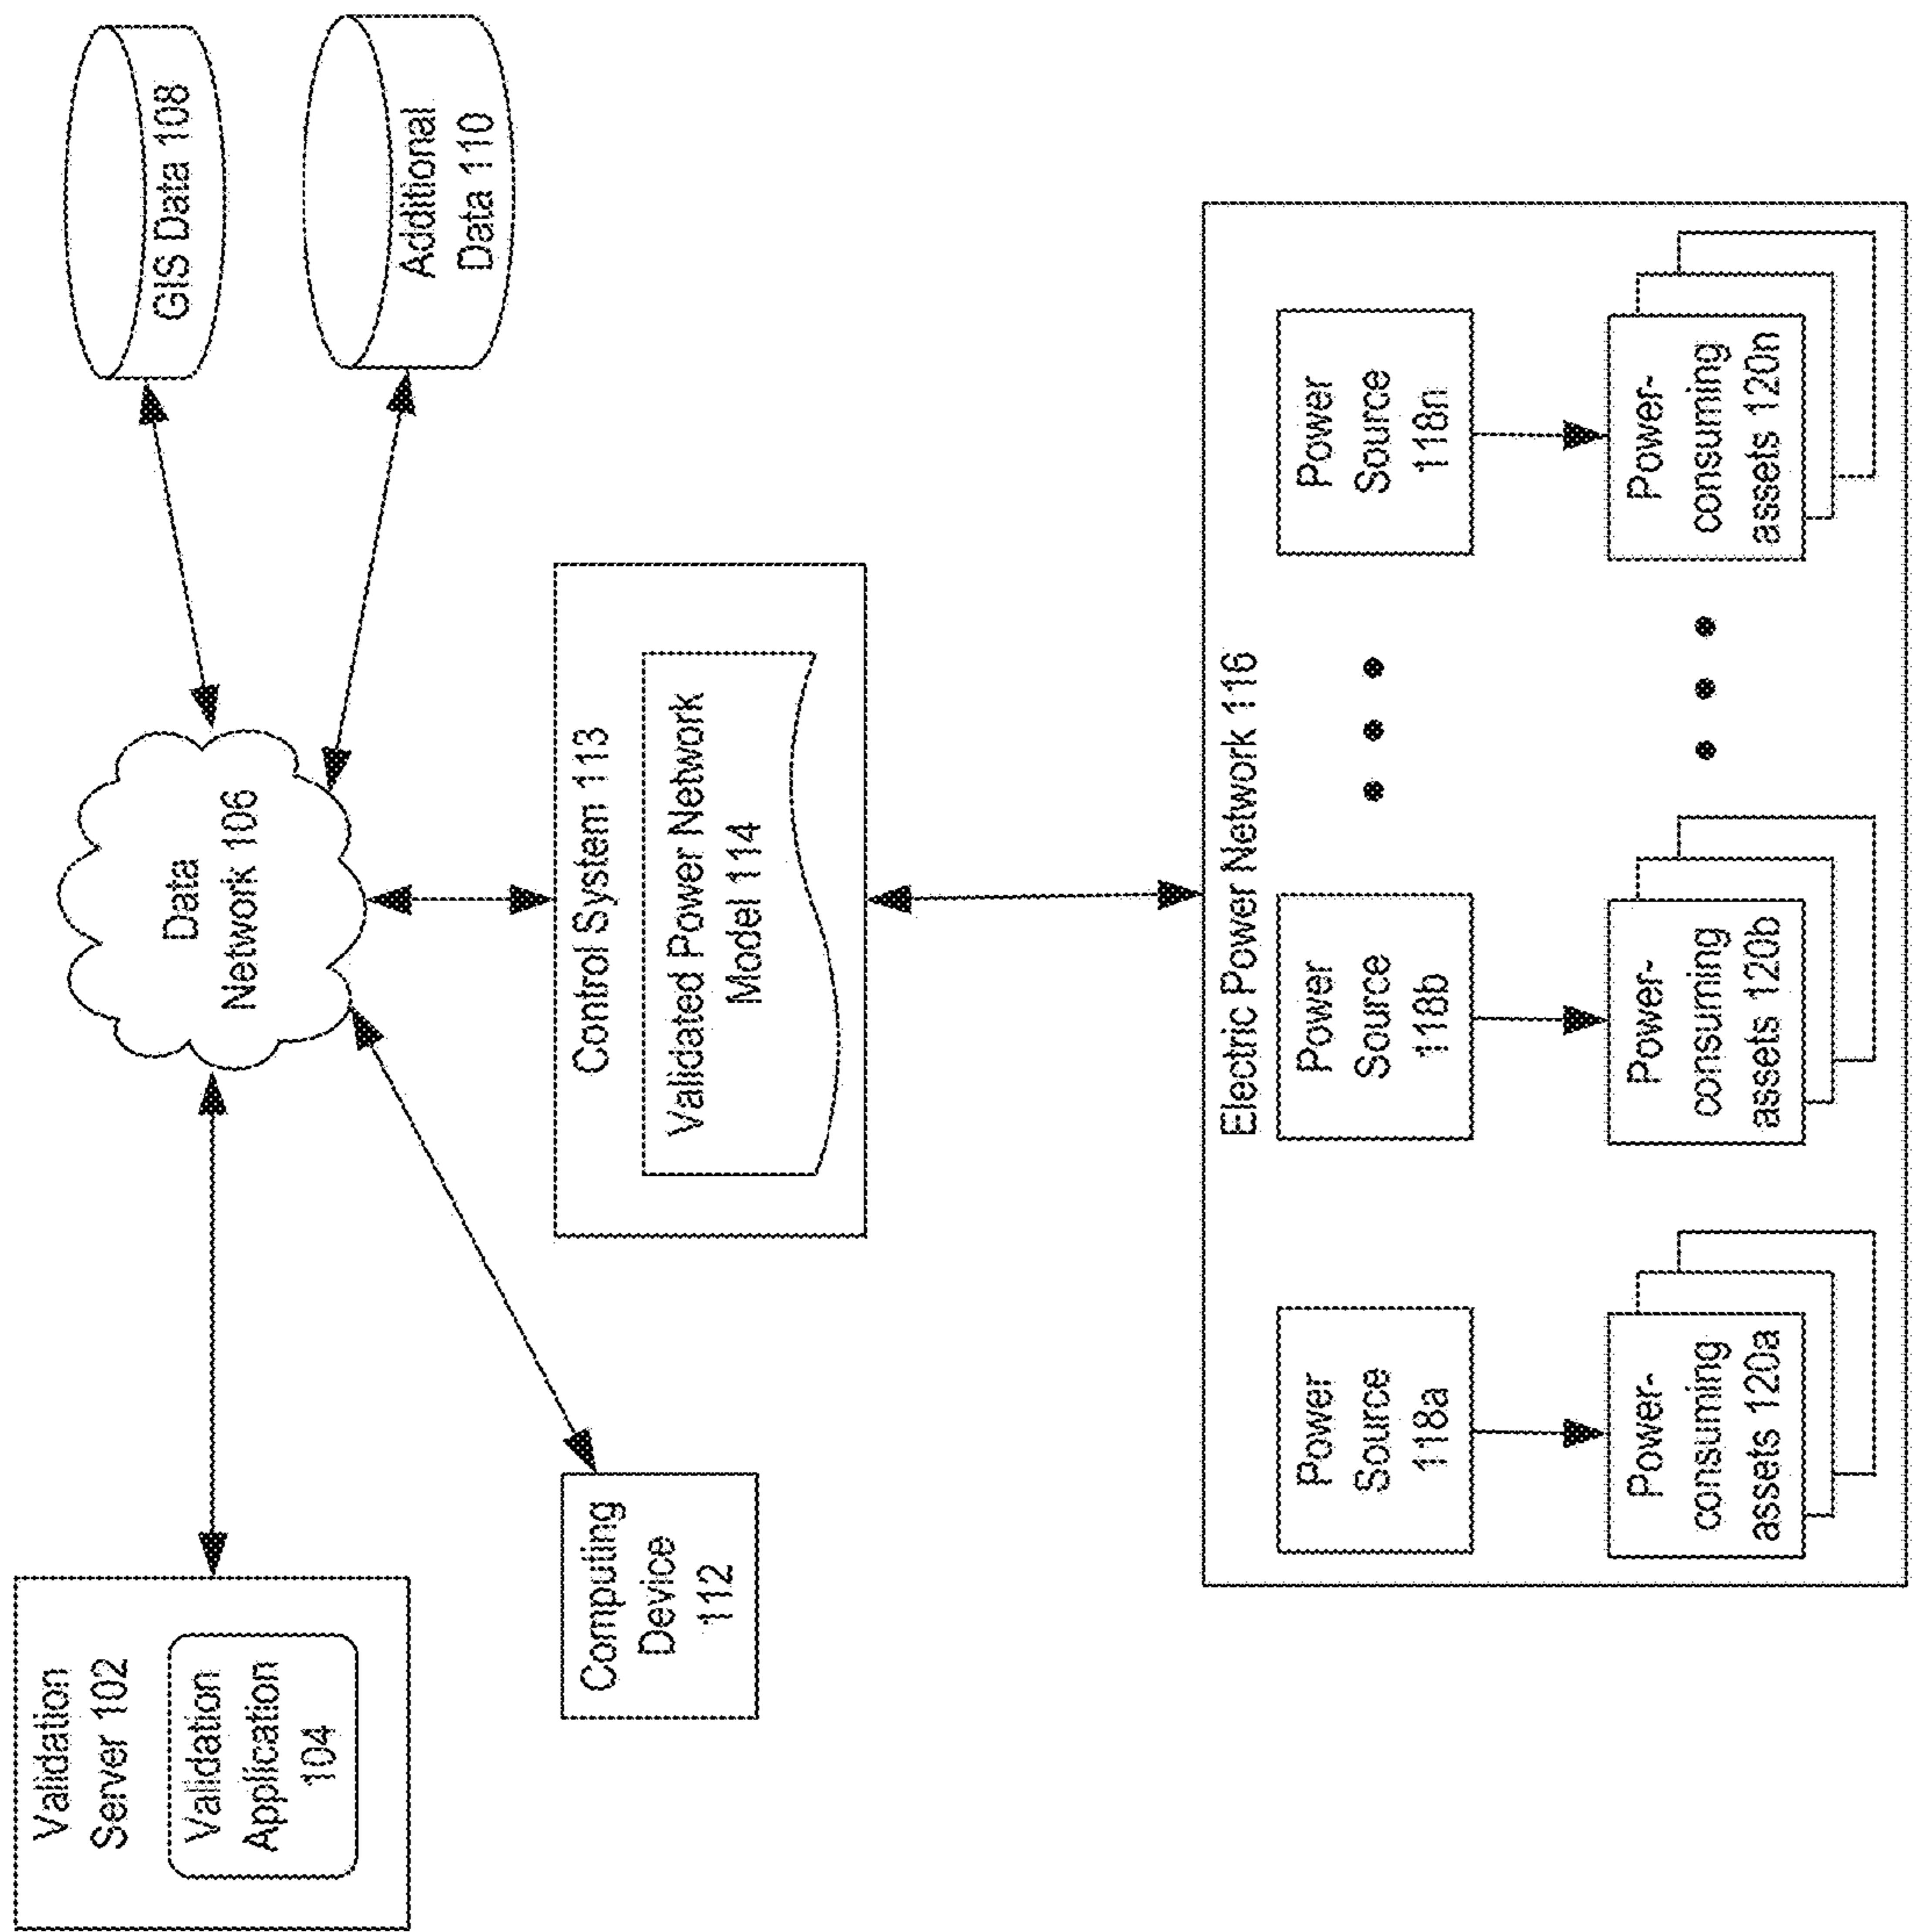 Validation
Server 102
Validation
Application
104
Data
Network 106
GIS Data 108
Additional
Data 110
Computing
Device
112
Control System 113
Validated Power Network
Model 114
Electric Power Network 116
Power
Source
118a
Power
Source
118b
Power
Source
118n
Power-
consuming
assets 120a
Power-
consuming
assets 120b
Power-
consuming
assets 120n